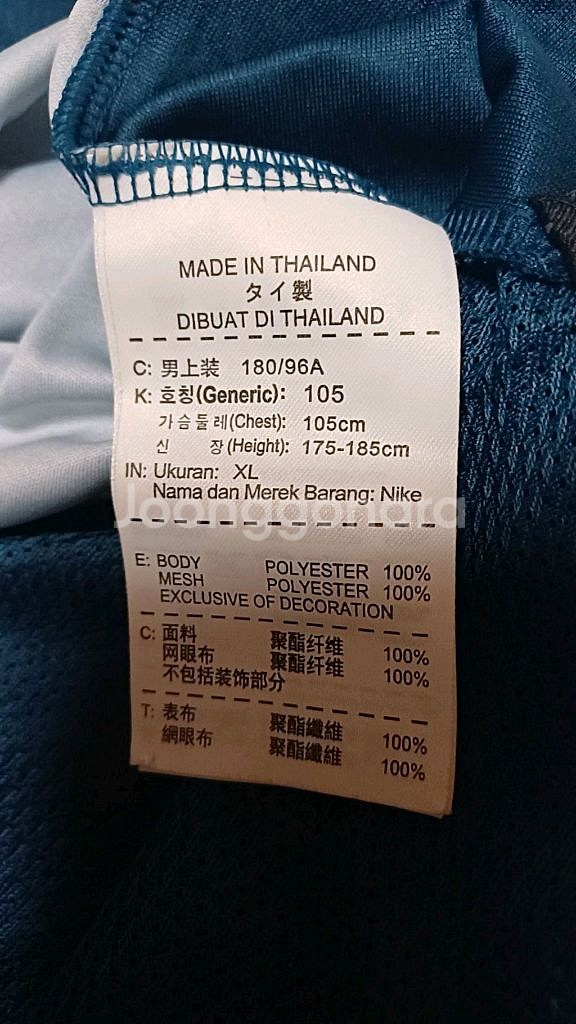 MADE IN THAILAND
タイ製
DIBUAT DI THAILAND
C: 男上装 180/96A
K: 호칭(Generic): 105
가슴둘레(Chest): 105cm
신 장(Height): 175-185cm
IN: Ukuran: XL
Nama dan Merek Barang: Nike
Joonggonara
E: BODY POLYESTER 100%
MESH POLYESTER 100%
EXCLUSIVE OF DECORATION
C: 面料 聚酯纤维 100%
网眼布 聚酯纤维 100%
不包括装饰部分
T: 表布 聚酯纖維 100%
網眼布 聚酯纖維 100%